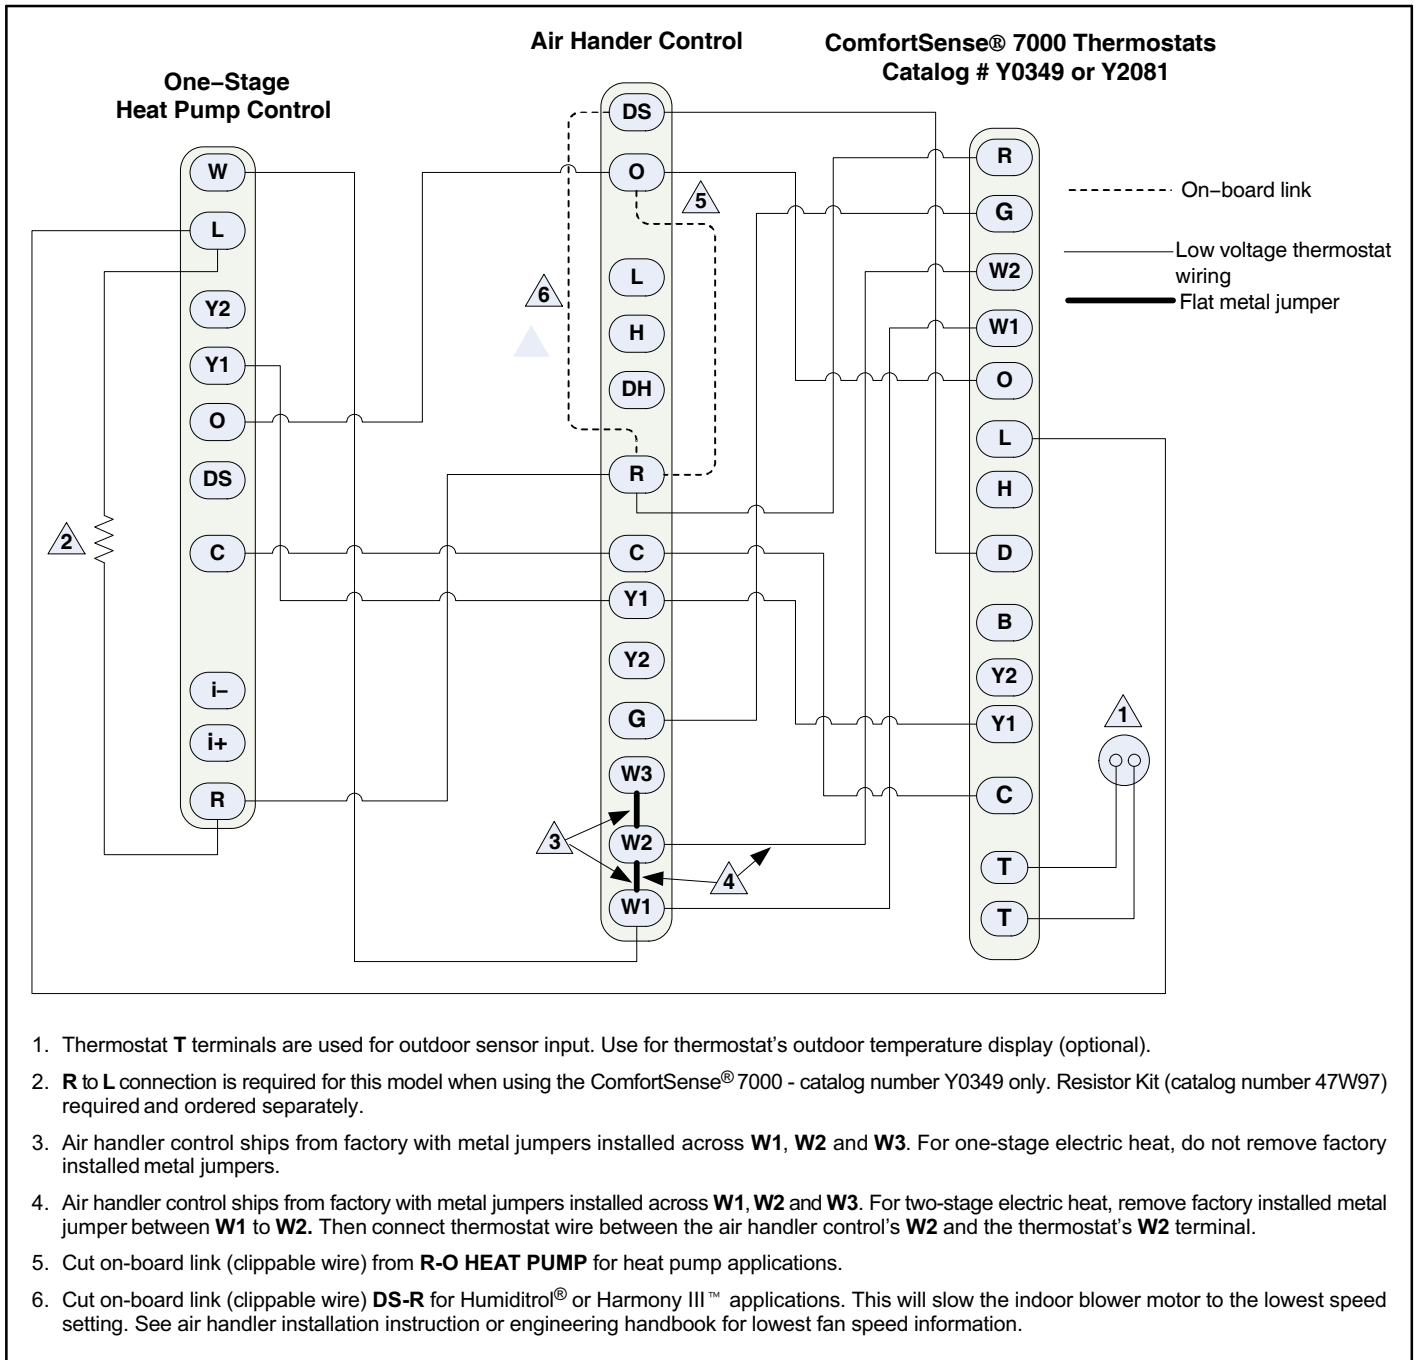 Air Hander Control
ComfortSense® 7000 Thermostats
Catalog # Y0349 or Y2081
One–Stage
Heat Pump Control
W
L
Y2
Y1
O
DS
C
i–
i+
R
2
DS
O
L
H
DH
R
C
Y1
Y2
G
W3
W2
W1
5
6
3
4
R
G
W2
W1
O
L
H
D
B
Y2
Y1
C
T
T
1
On–board link
Low voltage thermostat
wiring
Flat metal jumper
1. Thermostat T terminals are used for outdoor sensor input. Use for thermostat's outdoor temperature display (optional).
2. R to L connection is required for this model when using the ComfortSense® 7000 - catalog number Y0349 only. Resistor Kit (catalog number 47W97)
required and ordered separately.
3. Air handler control ships from factory with metal jumpers installed across W1, W2 and W3. For one-stage electric heat, do not remove factory
installed metal jumpers.
4. Air handler control ships from factory with metal jumpers installed across W1, W2 and W3. For two-stage electric heat, remove factory installed metal
jumper between W1 to W2. Then connect thermostat wire between the air handler control's W2 and the thermostat's W2 terminal.
5. Cut on-board link (clippable wire) from R-O HEAT PUMP for heat pump applications.
6. Cut on-board link (clippable wire) DS-R for Humiditrol® or Harmony III™ applications. This will slow the indoor blower motor to the lowest speed
setting. See air handler installation instruction or engineering handbook for lowest fan speed information.